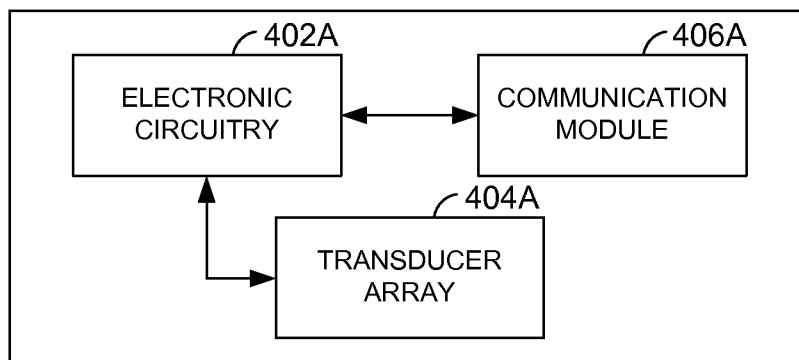 402A
ELECTRONIC
CIRCUITRY
406A
COMMUNICATION
MODULE
404A
TRANSDUCER
ARRAY